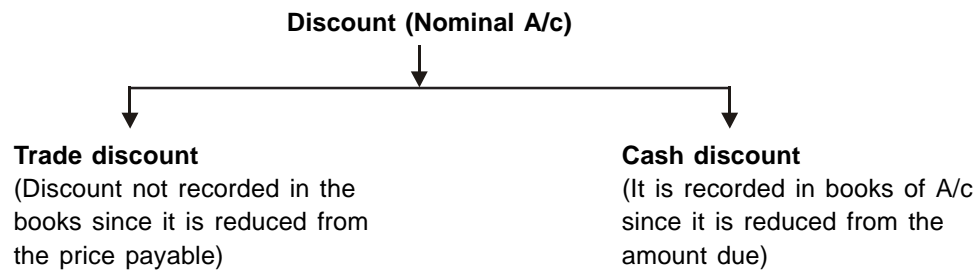 Discount (Nominal A/c)
Trade discount
(Discount not recorded in the
books since it is reduced from
the price payable)
Cash discount
(It is recorded in books of A/c
since it is reduced from the
amount due)